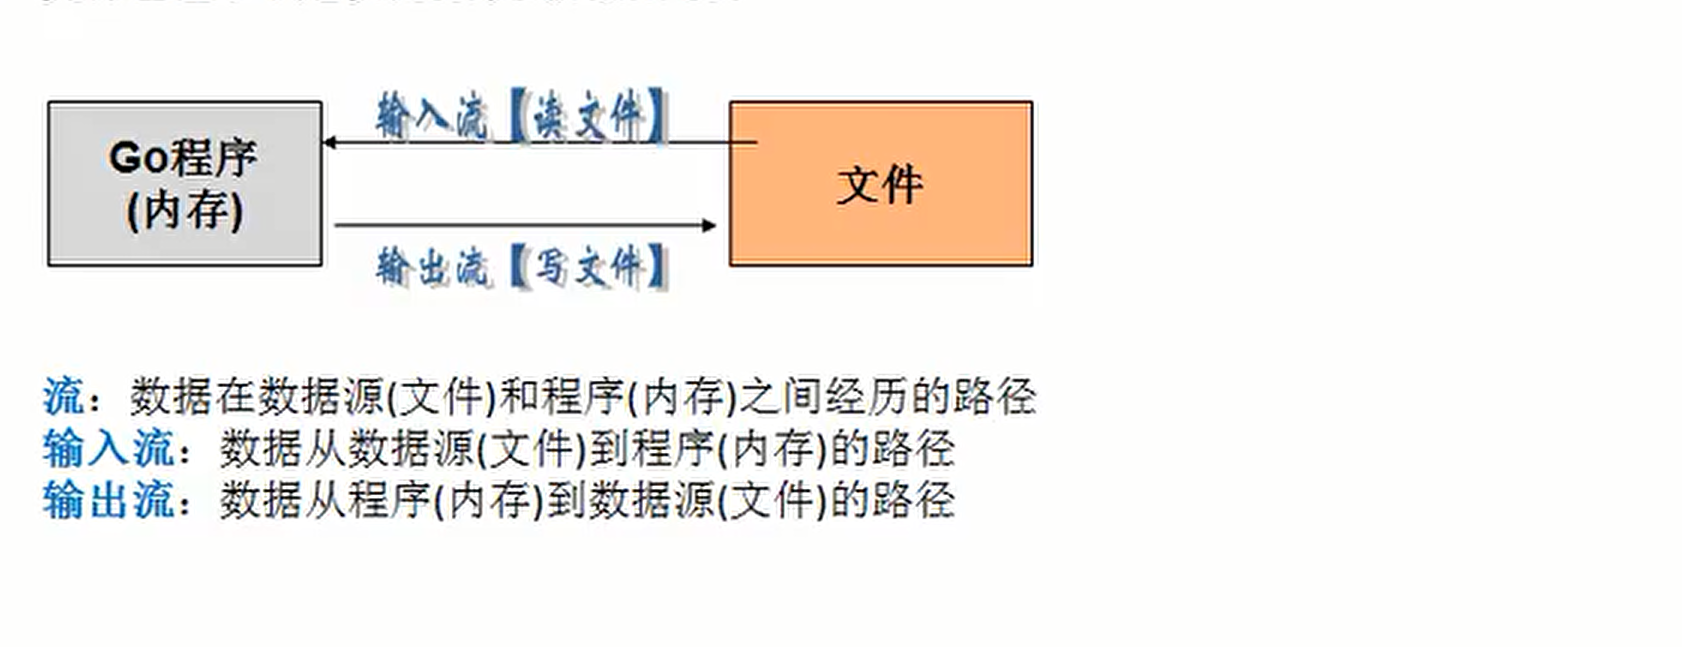 输入流【读文件】
Go程序
(内存)
文件
输出流【写文件】
流：数据在数据源(文件)和程序(内存)之间经历的路径
输入流：数据从数据源(文件)到程序(内存)的路径
输出流：数据从程序(内存)到数据源(文件)的路径